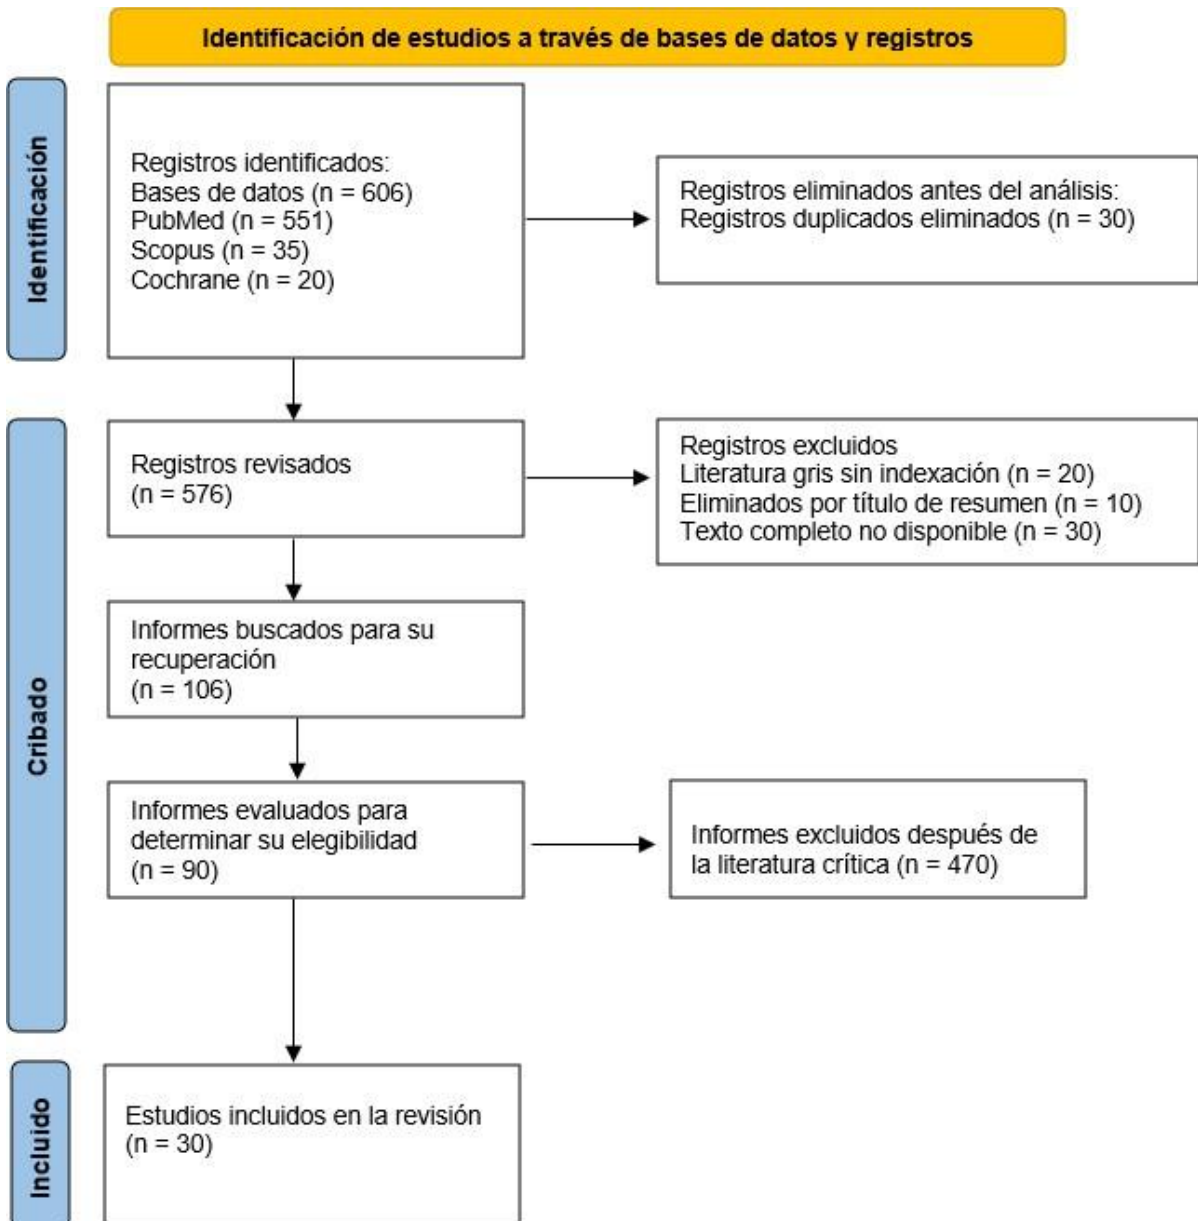 Identificación de estudios a través de bases de datos y registros
Identificación
Registros identificados:
Bases de datos (n = 606)
PubMed (n = 551)
Scopus (n = 35)
Cochrane (n = 20)
Registros eliminados antes del análisis:
Registros duplicados eliminados (n = 30)
Cribado
Registros revisados
(n = 576)
Registros excluidos
Literatura gris sin indexación (n = 20)
Eliminados por título de resumen (n = 10)
Texto completo no disponible (n = 30)
Informes buscados para su
recuperación
(n = 106)
Informes evaluados para
determinar su elegibilidad
(n = 90)
Informes excluidos después de
la literatura crítica (n = 470)
Incluido
Estudios incluidos en la revisión
(n = 30)